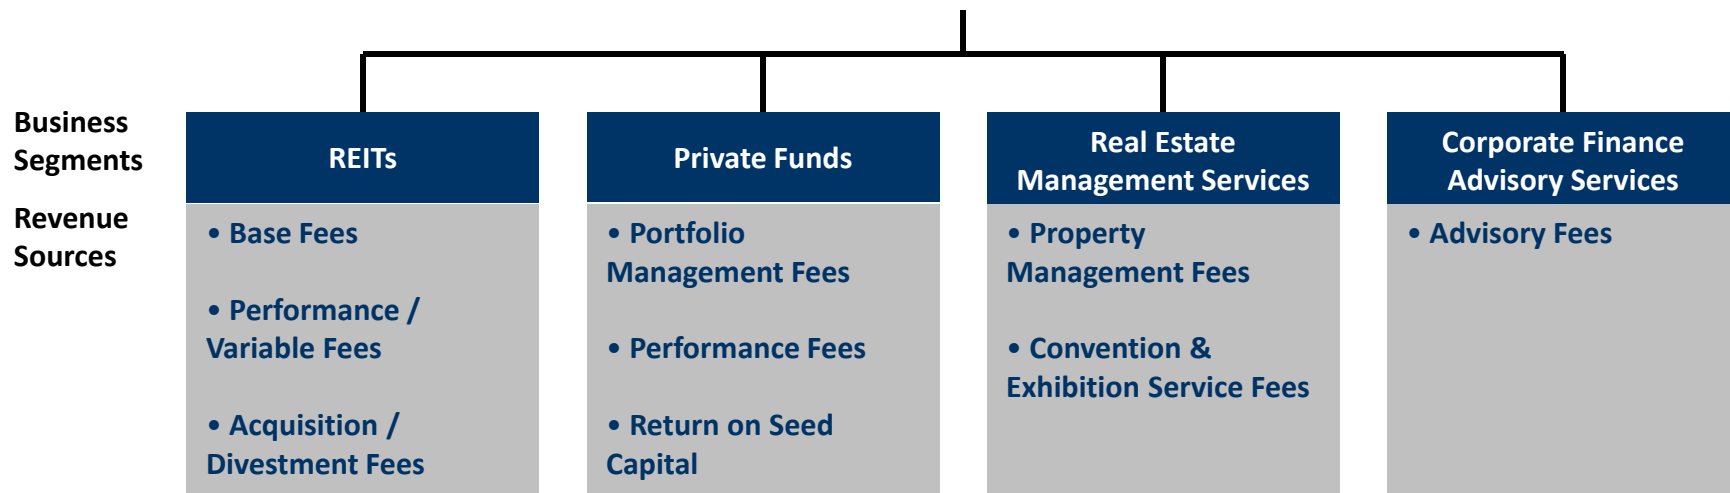 Business
Segments
REITs
Private Funds
Real Estate
Management Services
Corporate Finance
Advisory Services
Revenue
Sources
• Base Fees
• Performance /
Variable Fees
• Acquisition /
Divestment Fees
• Portfolio
Management Fees
• Performance Fees
• Return on Seed
Capital
• Property
Management Fees
• Convention &
Exhibition Service Fees
• Advisory Fees